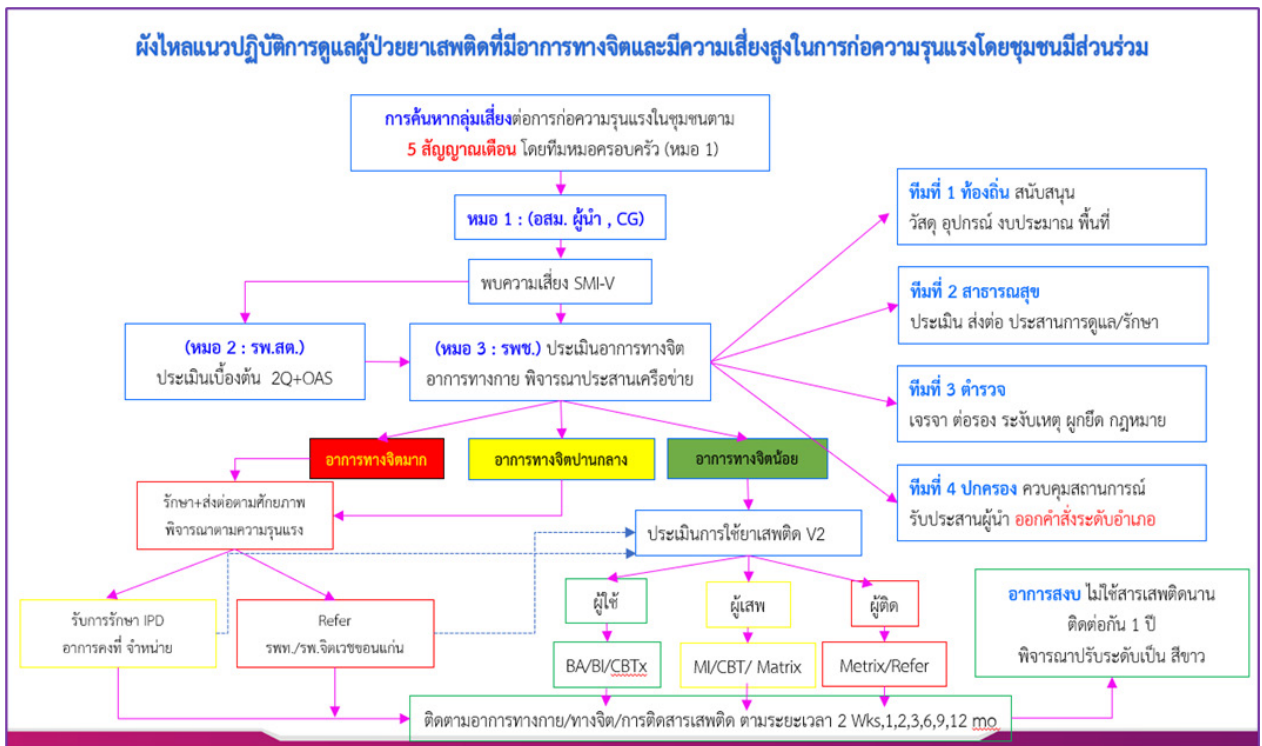 ผังไหลแนวปฏิบัติการดูแลผู้ป่วยยาเสพติดที่มีอาการทางจิตและมีความเสี่ยงสูงในการก่อความรุนแรงโดยชุมชนมีส่วนร่วม
การค้นหากลุ่มเสี่ยงต่อการก่อความรุนแรงในชุมชนตาม
5 สัญญาณเตือน โดยทีมหมอครอบครัว (หมอ 1)
หมอ 1 : (อสม. ผู้นำ , CG)
พบความเสี่ยง SMI-V
(หมอ 2 : รพ.สต.)
ประเมินเบื้องต้น 2Q+OAS
(หมอ 3 : รพช.) ประเมินอาการทางจิต
อาการทางกาย พิจารณาประสานเครือข่าย
ทีมที่ 1 ท้องถิ่น สนับสนุน
วัสดุ อุปกรณ์ งบประมาณ พื้นที่
ทีมที่ 2 สาธารณสุข
ประเมิน ส่งต่อ ประสานการดูแล/รักษา
ทีมที่ 3 ตำรวจ
เจรจา ต่อรอง ระงับเหตุ ผูกยึด กฎหมาย
ทีมที่ 4 ปกครอง ควบคุมสถานการณ์
รับประสานผู้นำ ออกคำสั่งระดับอำเภอ
อาการทางจิตมาก
อาการทางจิตปานกลาง
อาการทางจิตน้อย
รักษา+ส่งต่อตามศักยภาพ
พิจารณาตามความรุนแรง
ประเมินการใช้ยาเสพติด V2
รับการรักษา IPD
อาการคงที่ จำหน่าย
Refer
รพท./รพ.จิตเวชขอนแก่น
ผู้ใช้
ผู้เสพ
ผู้ติด
BA/BI/CBTx
MI/CBT/ Matrix
Metrix/Refer
อาการสงบ ไม่ใช้สารเสพติดนาน
ติดต่อกัน 1 ปี
พิจารณาปรับระดับเป็น สีขาว
ติดตามอาการทางกาย/ทางจิต/การติดสารเสพติด ตามระยะเวลา 2 Wks,1,2,3,6,9,12 mo